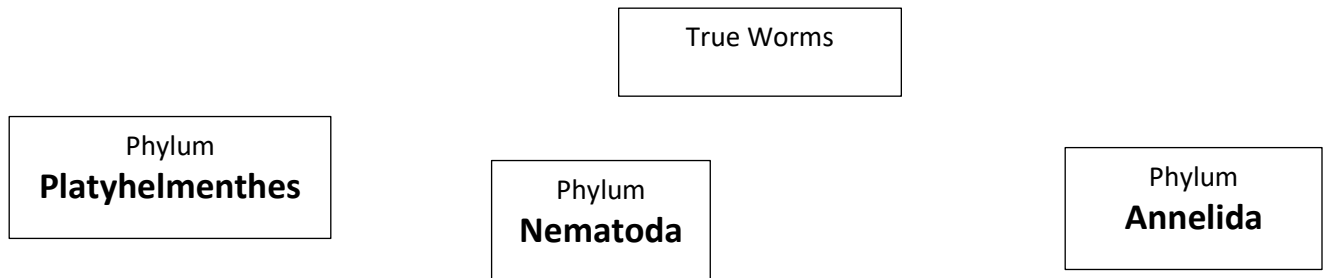 True Worms
Phylum
Platyhelmenthes
Phylum
Nematoda
Phylum
Annelida